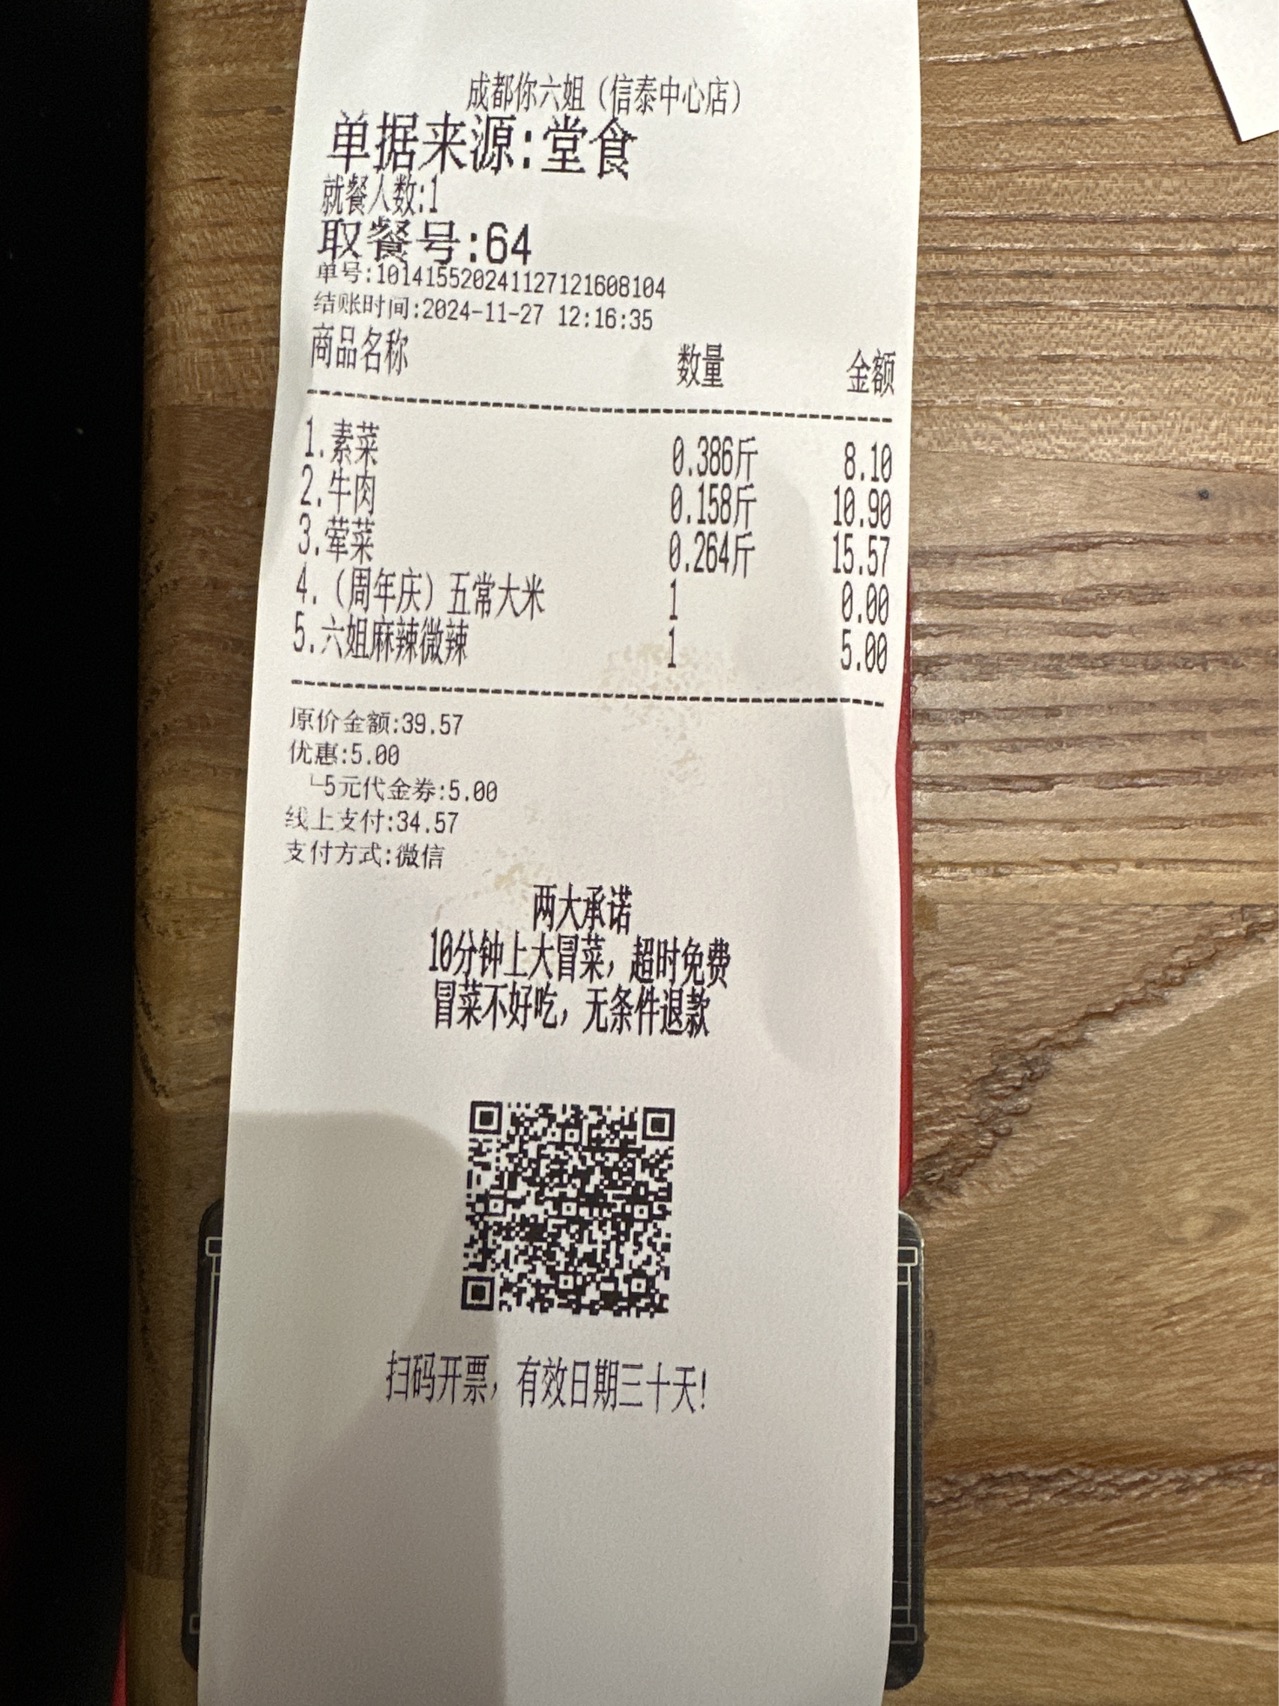 成都你六姐（信泰中心店）
单据来源:堂食
就餐人数:1
取餐号:64
单号:101415520241127121608104
结账时间:2024-11-27 12:16:35
商品名称 数量 金额
1.素菜 0.386斤 8.10
2.牛肉 0.158斤 10.90
3.荤菜 0.264斤 15.57
4.（周年庆）五常大米 1 0.00
5.六姐麻辣微辣 1 5.00
原价金额:39.57
优惠:5.00
└5元代金券:5.00
线上支付:34.57
支付方式:微信
两大承诺
10分钟上大冒菜，超时免费
冒菜不好吃，无条件退款
扫码开票，有效日期三十天!